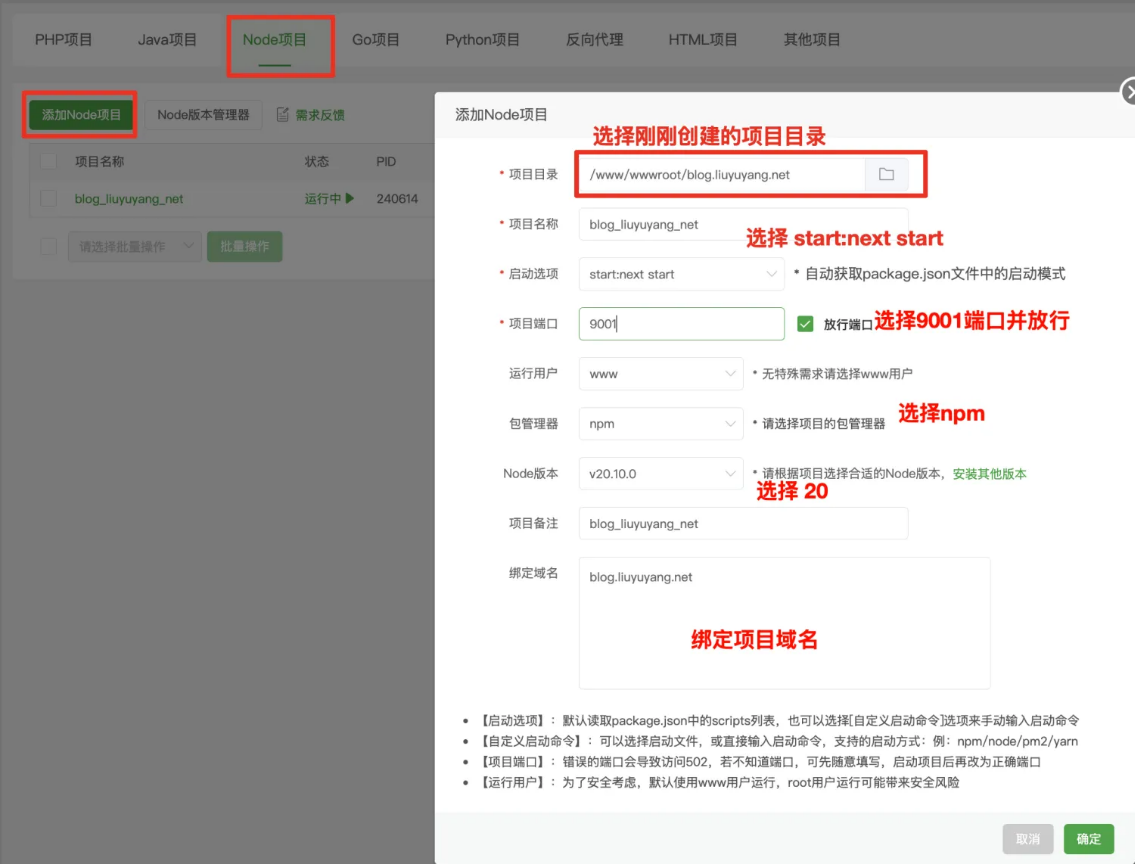 PHP项目 Java项目 Node项目 Go项目 Python项目 反向代理 HTML项目 其他项目
添加Node项目 Node版本管理器 需求反馈
项目名称 状态 PID
blog_liuyuyang_net 运行中 240614
请选择批量操作 批量操作
添加Node项目
选择刚刚创建的项目目录
* 项目目录 /www/wwwroot/blog.liuyuyang.net
* 项目名称 blog_liuyuyang_net
选择 start:next start
* 启动选项 start:next start * 自动获取package.json文件中的启动模式
* 项目端口 9001 放行端口 选择9001端口并放行
运行用户 www * 无特殊需求请选择www用户
包管理器 npm * 请选择项目的包管理器 选择npm
Node版本 v20.10.0 * 请根据项目选择合适的Node版本，安装其他版本
选择 20
项目备注 blog_liuyuyang_net
绑定域名 blog.liuyuyang.net
绑定项目域名
• 【启动选项】：默认读取package.json中的scripts列表，也可以选择[自定义启动命令]选项来手动输入启动命令
• 【自定义启动命令】：可以选择启动文件，或直接输入启动命令，支持的启动方式：例：npm/node/pm2/yarn
• 【项目端口】：错误的端口会导致访问502，若不知道端口，可先随意填写，启动项目后再改为正确端口
• 【运行用户】：为了安全考虑，默认使用www用户运行，root用户运行可能带来安全风险
取消 确定